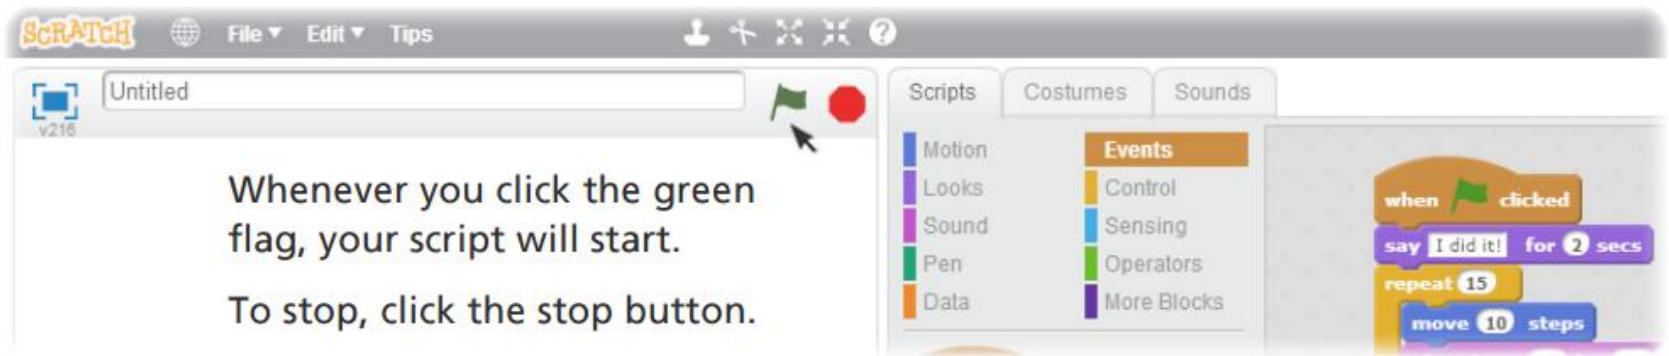 SCRATCH File Edit Tips
Untitled
v216
Whenever you click the green
flag, your script will start.
To stop, click the stop button.
Scripts Costumes Sounds
Motion Events
Looks Control
Sound Sensing
Pen Operators
Data More Blocks
when clicked
say I did it! for 2 secs
repeat 15
move 10 steps